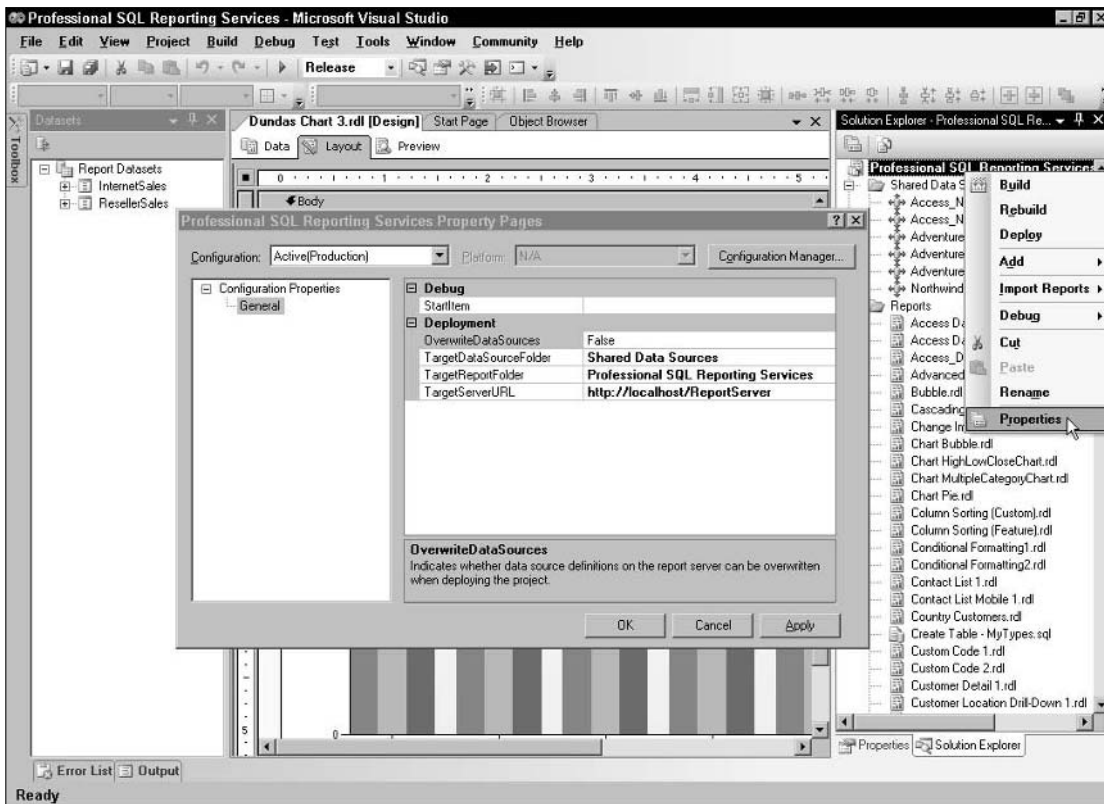 Professional SQL Reporting Services - Microsoft Visual Studio
File Edit View Project Build Debug Test Tools Window Community Help
Release
Datasets
Dundas Chart 3.rdl [Design] Start Page Object Browser
Solution Explorer - Professional SQL Re...
Toolbox
Data Layout Preview
Report Datasets
InternetSales
ResellerSales
0 1 2 3 4 5
Body
Professional SQL Reporting Services Property Pages
Configuration: Active(Production) Platform: N/A Configuration Manager...
Configuration Properties
General
Debug
StartItem
Deployment
OverwriteDataSources False
TargetDataSourceFolder Shared Data Sources
TargetReportFolder Professional SQL Reporting Services
TargetServerURL http://localhost/ReportServer
OverwriteDataSources
Indicates whether data source definitions on the report server can be overwritten
when deploying the project.
OK Cancel Apply
Professional SQL Reporting Services
Shared Data S
Access_N
Access_N
Adventure
Adventure
Adventure
Northwind
Reports
Access Da
Access Da
Access_D
Advanced
Bubble.rdl
Cascading
Change In
Chart Bubble.rdl
Chart HighLowCloseChart.rdl
Chart MultipleCategoryChart.rdl
Chart Pie.rdl
Column Sorting (Custom).rdl
Column Sorting (Feature).rdl
Conditional Formatting1.rdl
Conditional Formatting2.rdl
Contact List 1.rdl
Contact List Mobile 1.rdl
Country Customers.rdl
Create Table - MyTypes.sql
Custom Code 1.rdl
Custom Code 2.rdl
Customer Detail 1.rdl
Customer Location Drill-Down 1.rdl
Build
Rebuild
Deploy
Add
Import Reports
Debug
Cut
Paste
Rename
Properties
5
0
Properties Solution Explorer
Error List Output
Ready